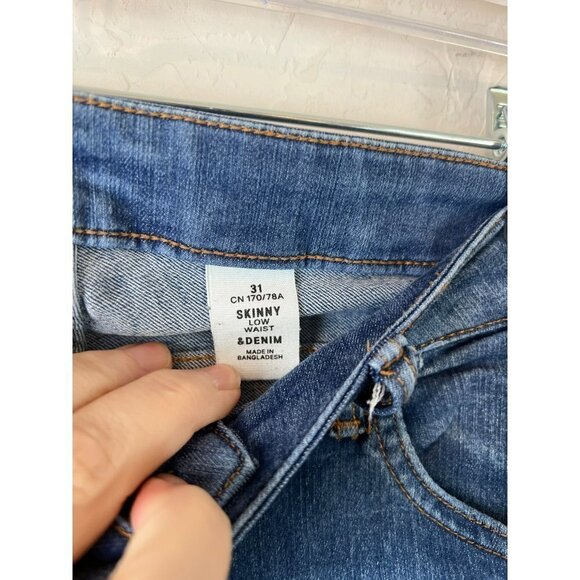 31
CN 170/78A
SKINNY
LOW
WAIST
&DENIM
MADE IN
BANGLADESH